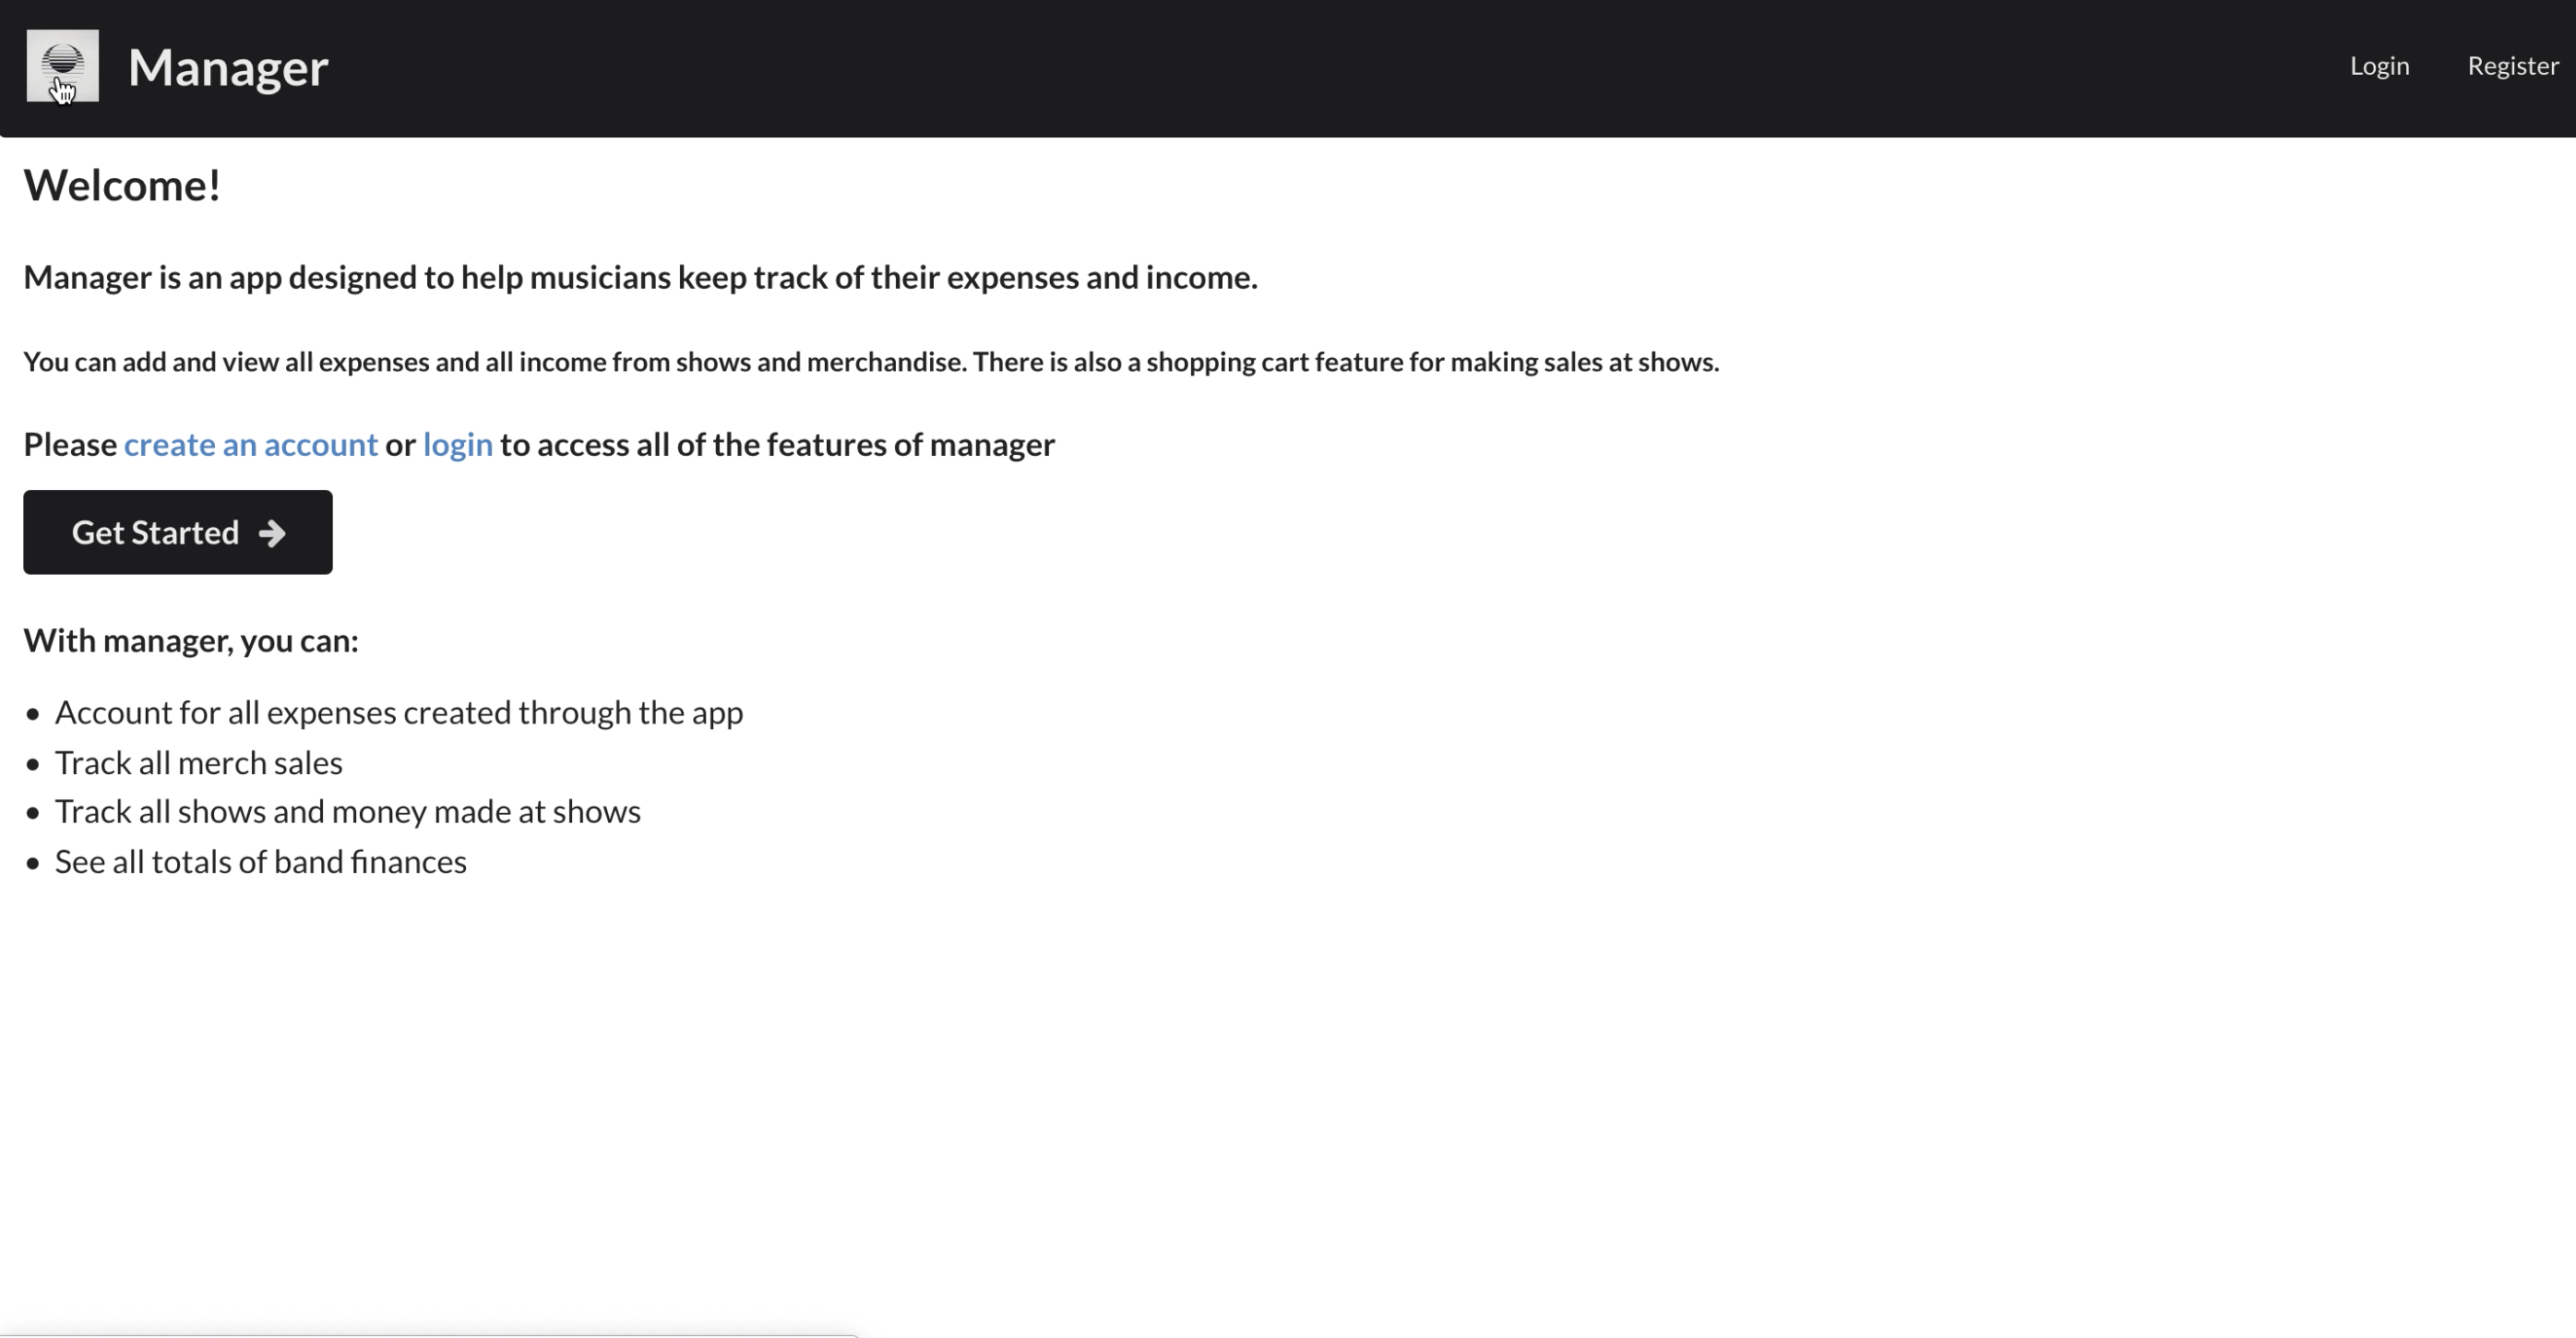 Manager
Login
Register
Welcome!
Manager is an app designed to help musicians keep track of their expenses and income.
You can add and view all expenses and all income from shows and merchandise. There is also a shopping cart feature for making sales at shows.
Please create an account or login to access all of the features of manager
Get Started
With manager, you can:
Account for all expenses created through the app
Track all merch sales
Track all shows and money made at shows
See all totals of band finances